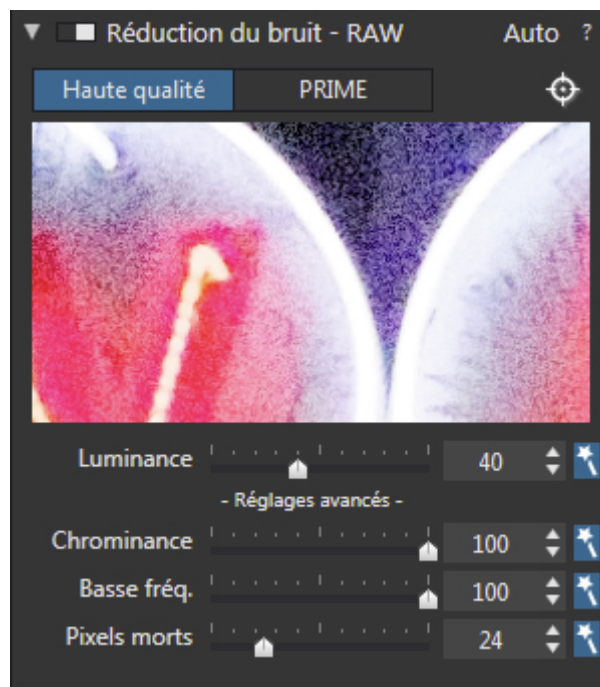 Réduction du bruit - RAW Auto ?
Haute qualité PRIME
Luminance 40
- Réglages avancés -
Chrominance 100
Basse fréq. 100
Pixels morts 24